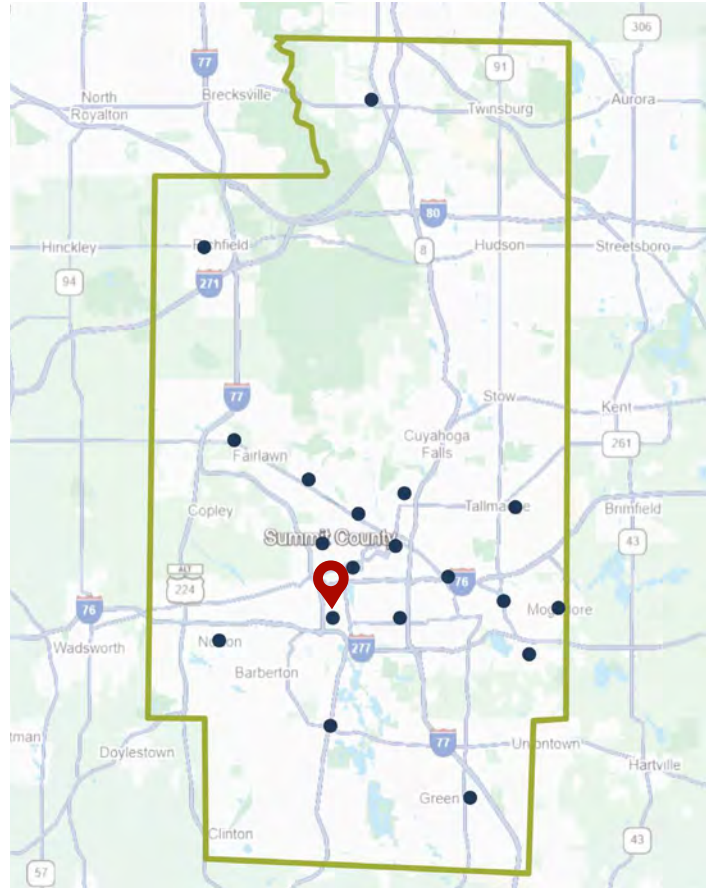 306
77
91
North
Royalton
Brecksville
Twinsburg
Aurora
80
Hinckley
8
Hudson
Streetsboro
94
271
77
Stow
Kent
Cuyahoga
Falls
261
Fairlawn
Copley
Tallmadge
Brimfield
Summit County
43
ALT
224
76
76
Wadsworth
Norton
277
Barberton
77
Uniontown
Doylestown
Hartville
Green
Clinton
43
57